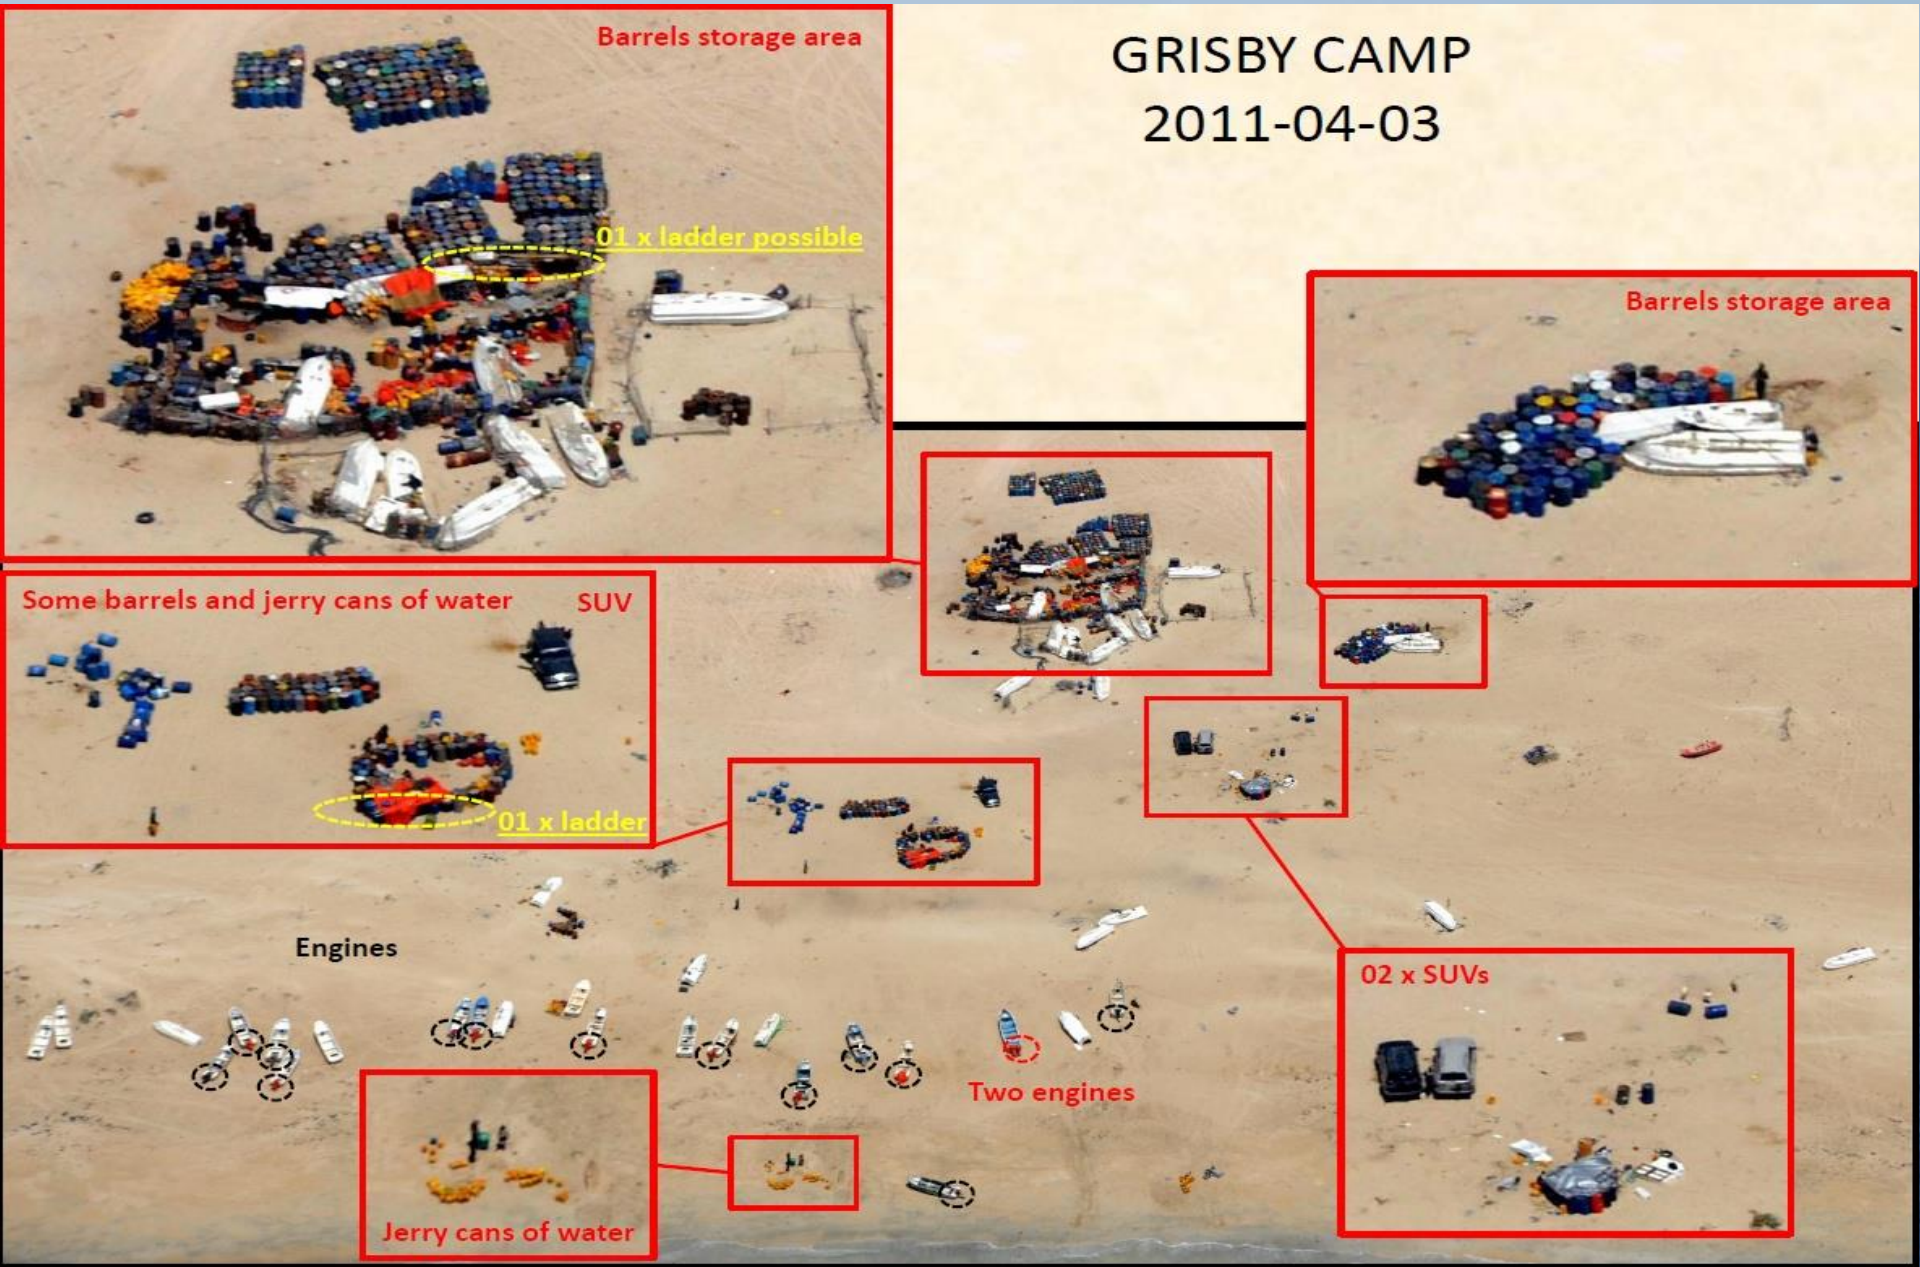 GRISBY CAMP
2011-04-03
Barrels storage area
01 x ladder possible
Barrels storage area
Some barrels and jerry cans of water
SUV
01 x ladder
Engines
Two engines
02 x SUVs
Jerry cans of water